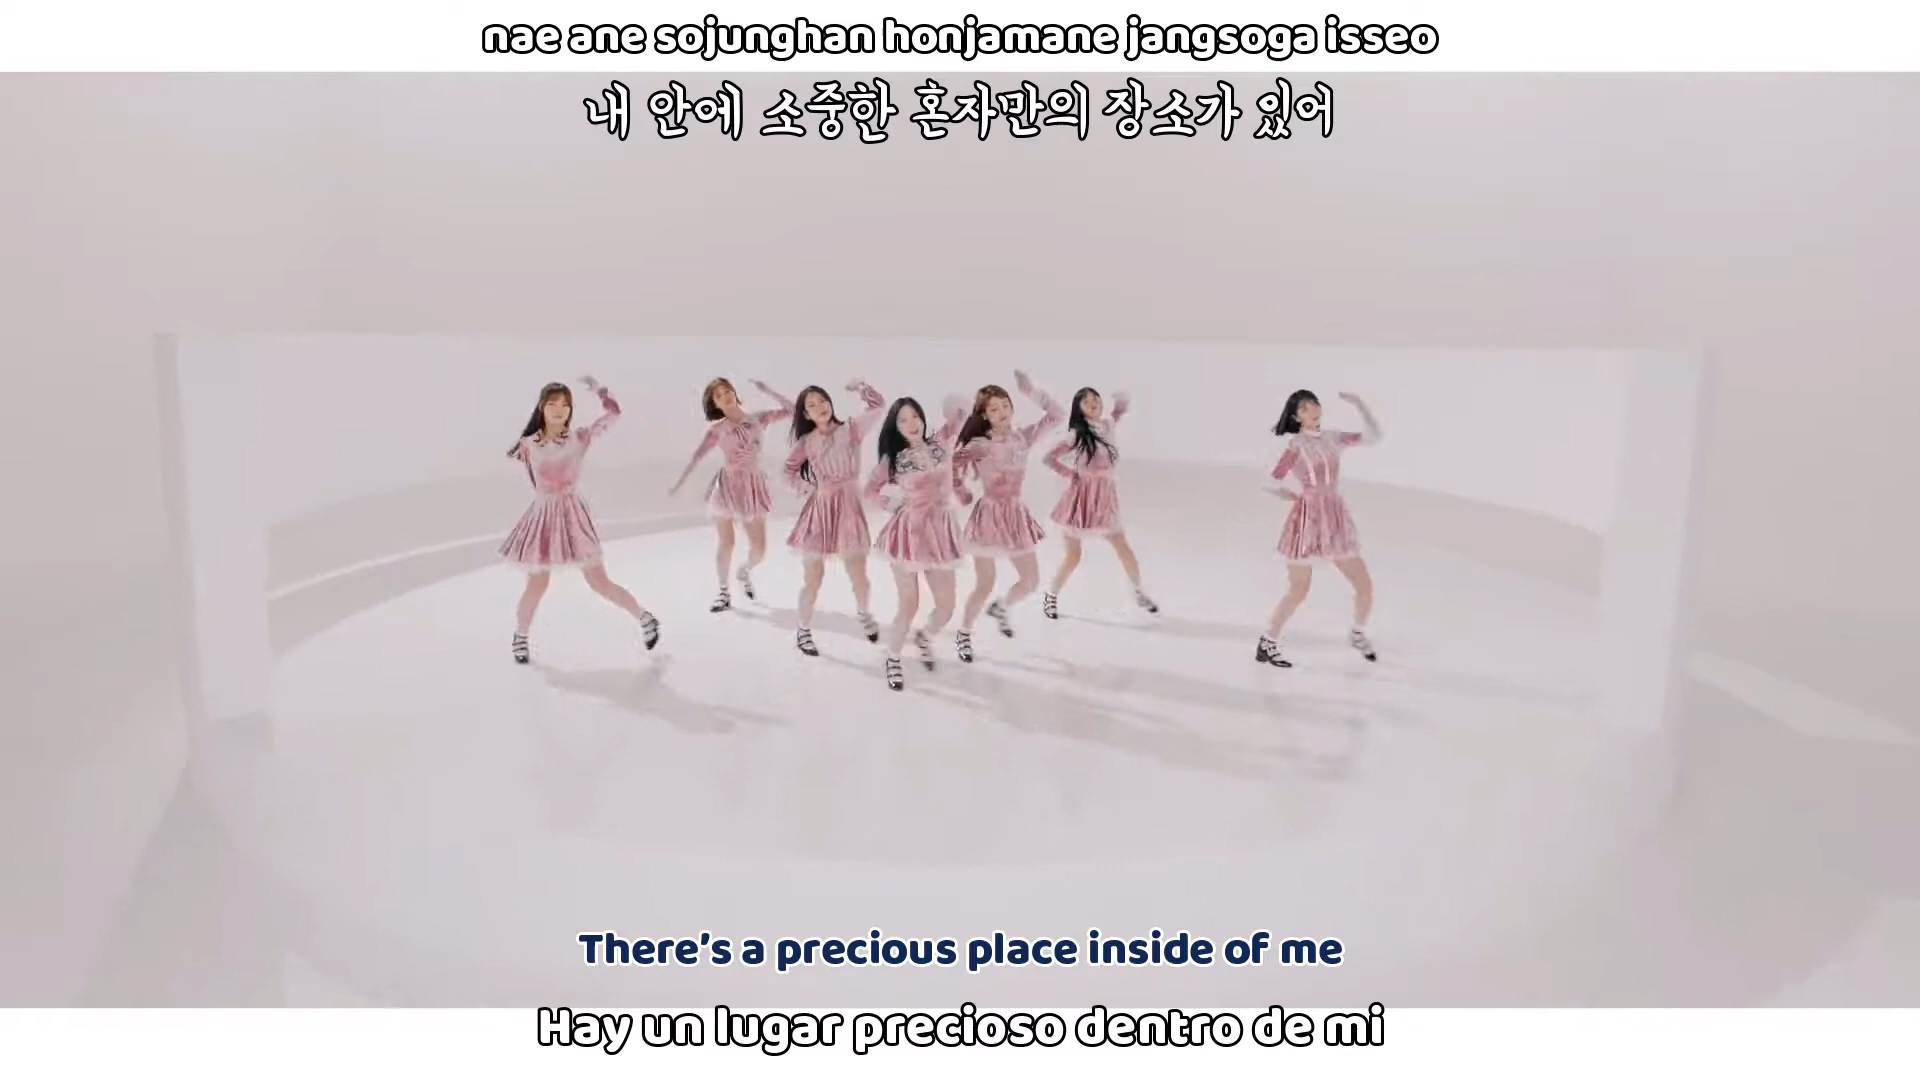 nae ane sojunghan honjamane jangsoga isseo
내 안에 소중한 혼자만의 장소가 있어
There's a precious place inside of me
Hay un lugar precioso dentro de mi